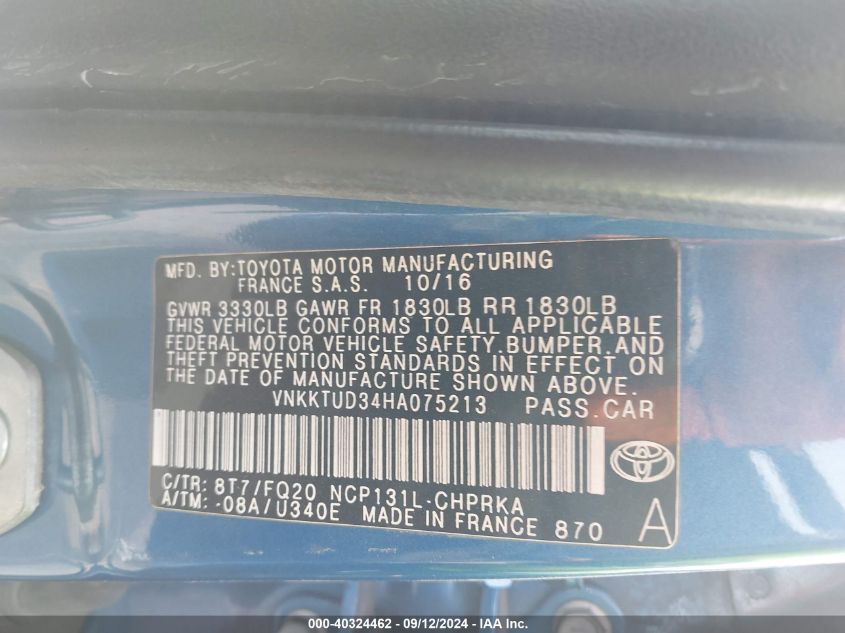 MFD. BY:TOYOTA MOTOR MANUFACTURING
FRANCE S.A.S. 10/16
GVWR 3330LB GAWR FR 1830LB RR 1830LB
THIS VEHICLE CONFORMS TO ALL APPLICABLE
FEDERAL MOTOR VEHICLE SAFETY,BUMPER,AND
THEFT PREVENTION STANDARDS IN EFFECT ON
THE DATE OF MANUFACTURE SHOWN ABOVE.
VNKKTUD34HA075213 PASS.CAR
C/TR: 8T7/FQ20 NCP131L-CHPRKA
A/TM: -08A/U340E MADE IN FRANCE 870
A
000-40324462 - 09/12/2024 - IAA Inc.